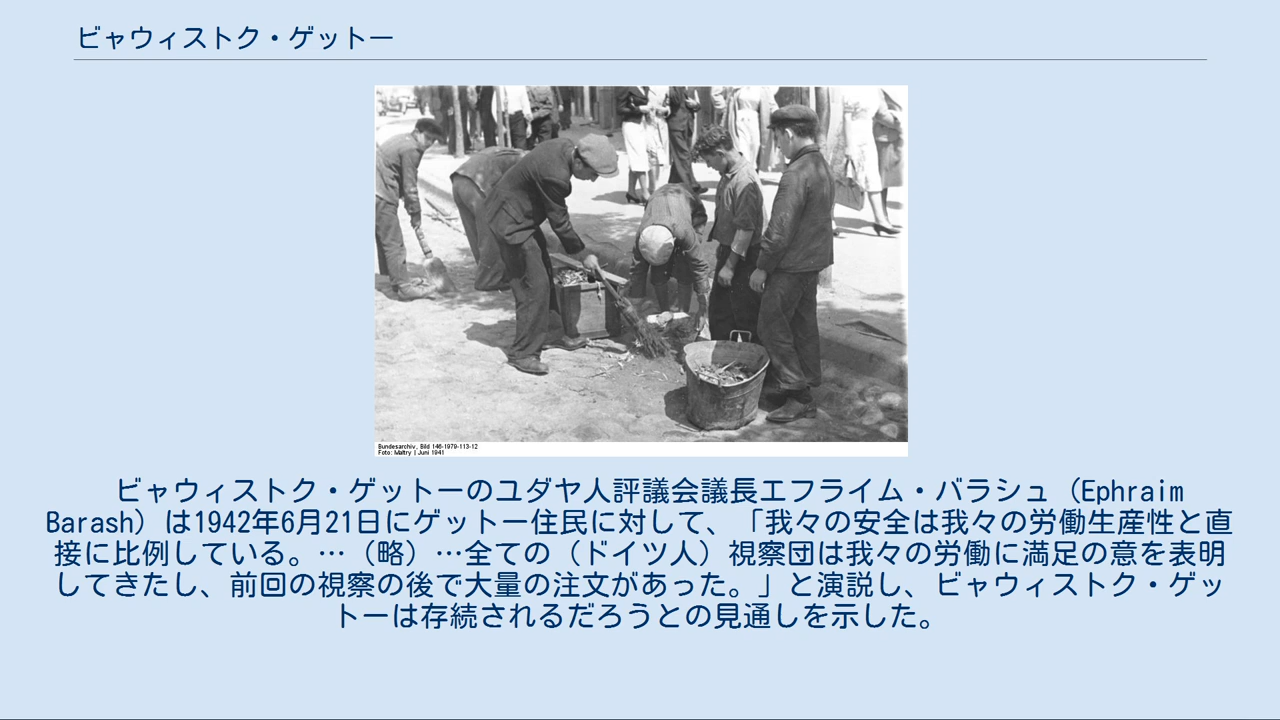 ビャウィストク・ゲットー
Bundesarchiv, Bild 146-1979-113-12
Foto: Maltry | Juni 1941
ビャウィストク・ゲットーのユダヤ人評議会議長エフライム・バラシュ（Ephraim
Barash）は1942年6月21日にゲットー住民に対して、「我々の安全は我々の労働生産性と直
接に比例している。…（略）…全ての（ドイツ人）視察団は我々の労働に満足の意を表明
してきたし、前回の視察の後で大量の注文があった。」と演説し、ビャウィストク・ゲッ
トーは存続されるだろうとの見通しを示した。